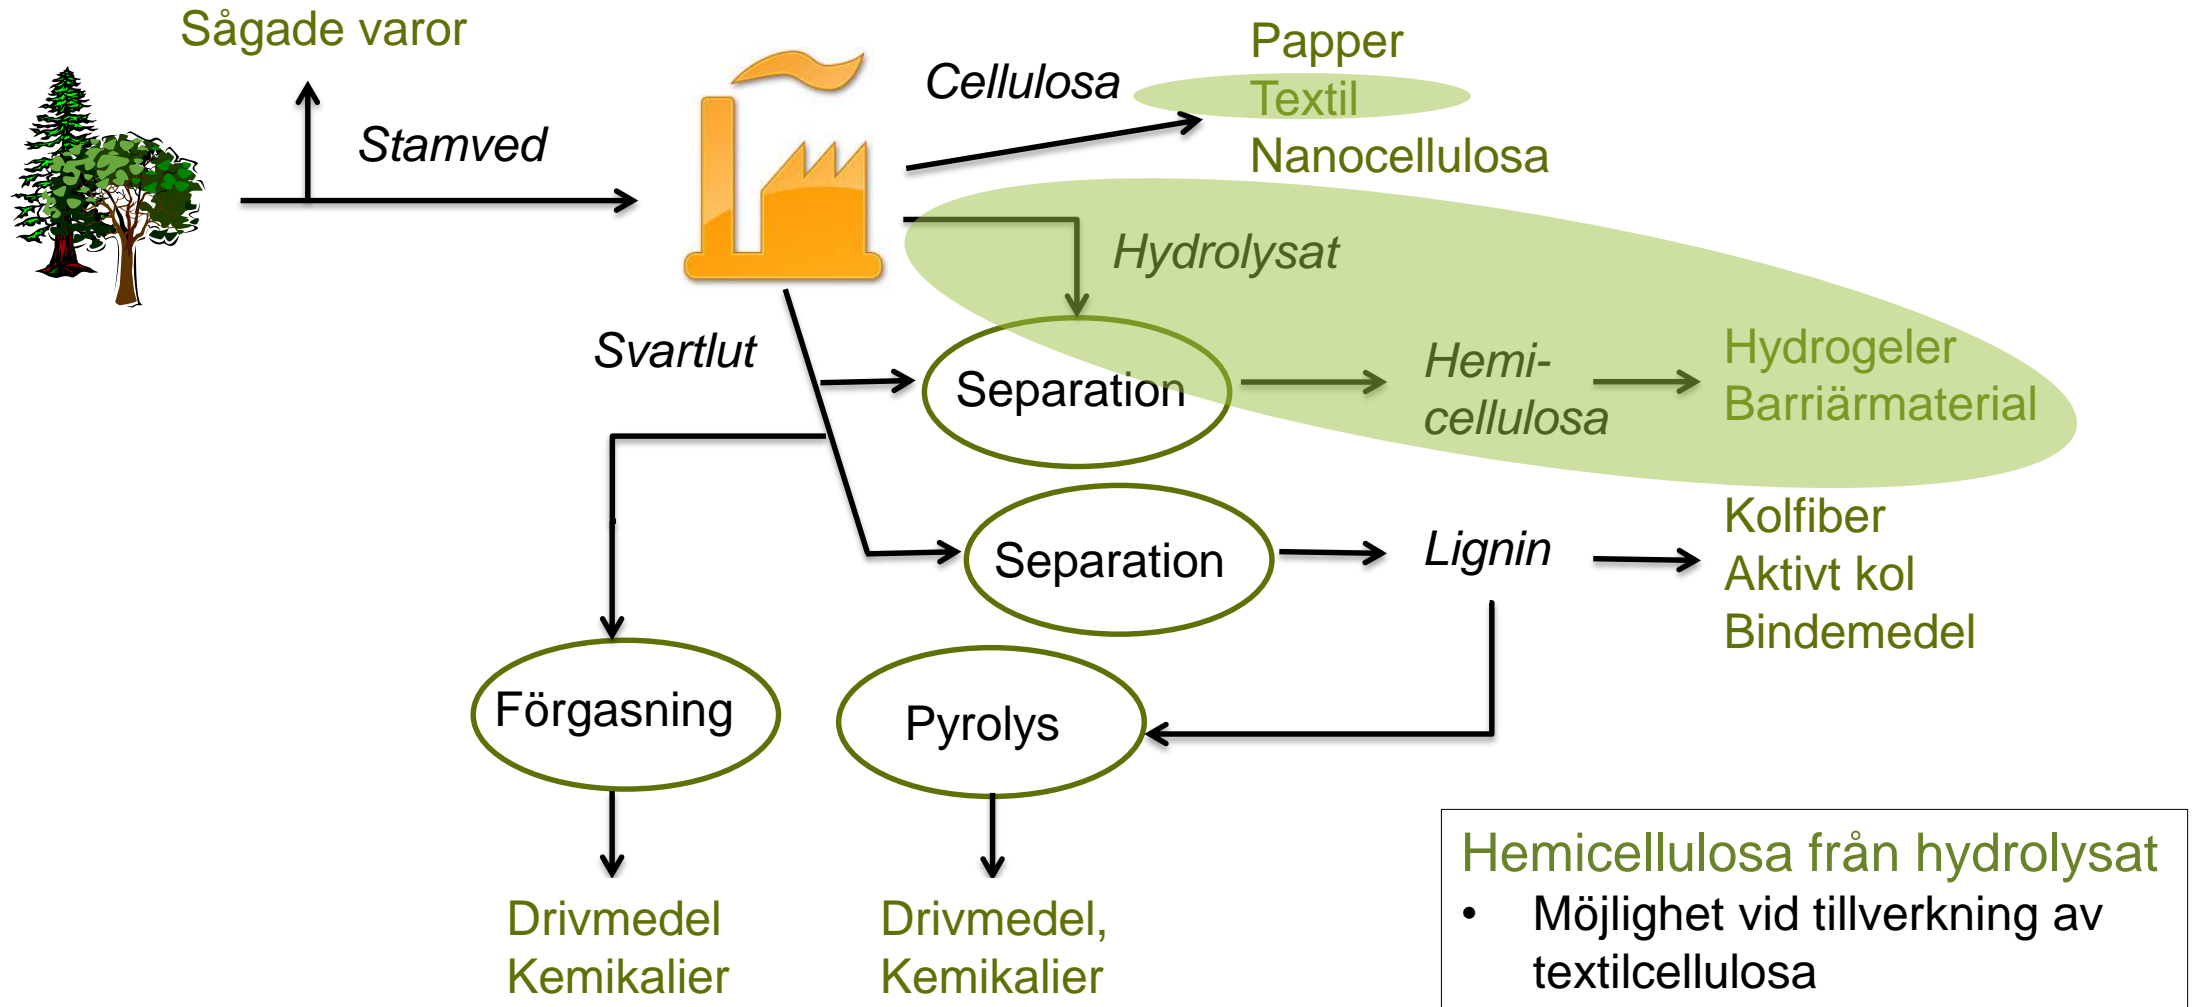 Sågade varor
Stamved
Cellulosa
Papper
Textil
Nanocellulosa
Hydrolysat
Svartlut
Separation
Hemi-
cellulosa
Hydrogeler
Barriärmaterial
Separation
Lignin
Kolfiber
Aktivt kol
Bindemedel
Förgasning
Pyrolys
Drivmedel
Kemikalier
Drivmedel,
Kemikalier
Hemicellulosa från hydrolysat
• Möjlighet vid tillverkning av
textilcellulosa